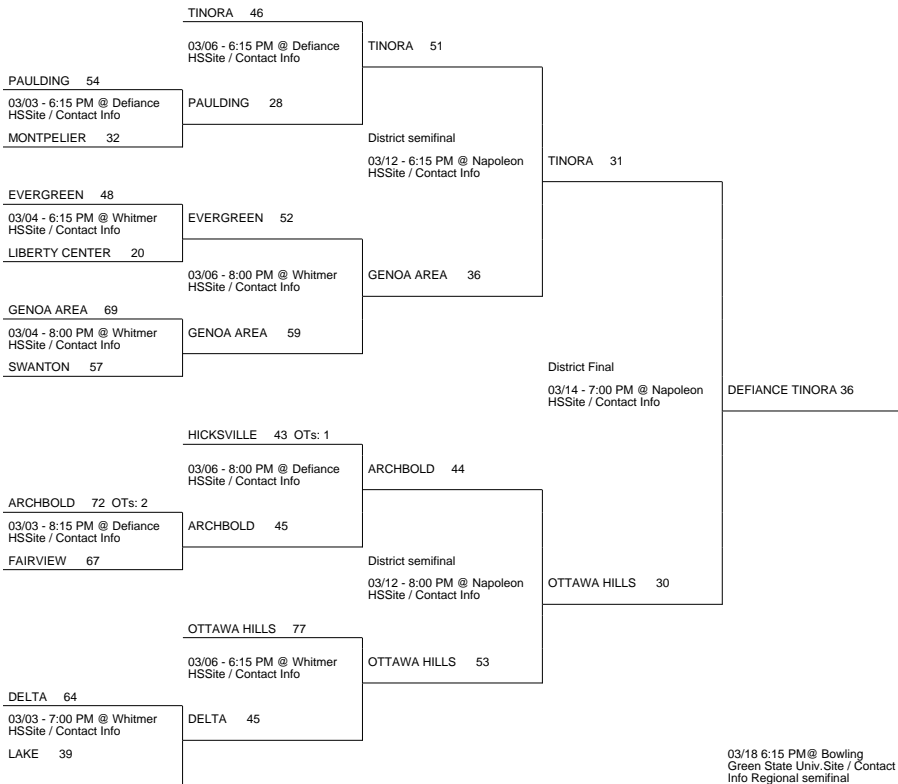 TINORA 46
03/06 - 6:15 PM @ Defiance
HSSite / Contact Info
TINORA 51
PAULDING 54
03/03 - 6:15 PM @ Defiance
HSSite / Contact Info
PAULDING 28
MONTPELIER 32
District semifinal
03/12 - 6:15 PM @ Napoleon
HSSite / Contact Info
TINORA 31
EVERGREEN 48
03/04 - 6:15 PM @ Whitmer
HSSite / Contact Info
EVERGREEN 52
LIBERTY CENTER 20
03/06 - 8:00 PM @ Whitmer
HSSite / Contact Info
GENOA AREA 36
GENOA AREA 69
03/04 - 8:00 PM @ Whitmer
HSSite / Contact Info
GENOA AREA 59
SWANTON 57
District Final
03/14 - 7:00 PM @ Napoleon
HSSite / Contact Info
DEFIANCE TINORA 36
HICKSVILLE 43 OTs: 1
03/06 - 8:00 PM @ Defiance
HSSite / Contact Info
ARCHBOLD 44
ARCHBOLD 72 OTs: 2
03/03 - 8:15 PM @ Defiance
HSSite / Contact Info
ARCHBOLD 45
FAIRVIEW 67
District semifinal
03/12 - 8:00 PM @ Napoleon
HSSite / Contact Info
OTTAWA HILLS 30
OTTAWA HILLS 77
03/06 - 6:15 PM @ Whitmer
HSSite / Contact Info
OTTAWA HILLS 53
DELTA 64
03/03 - 7:00 PM @ Whitmer
HSSite / Contact Info
DELTA 45
LAKE 39
03/18 6:15 PM@ Bowling
Green State Univ.Site / Contact
Info Regional semifinal